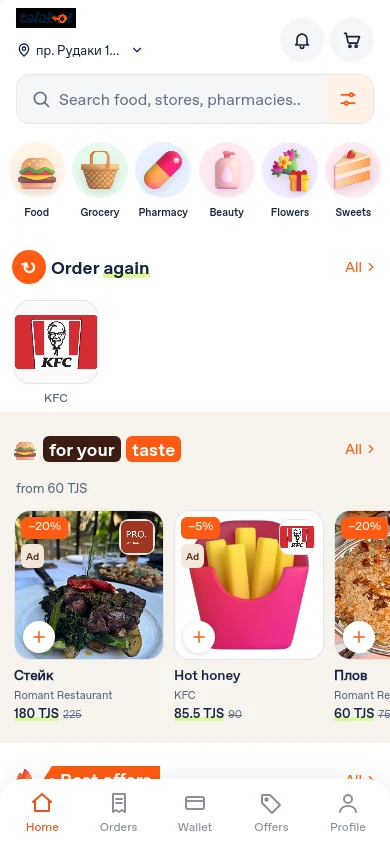 пр. Рудаки 1...
Search food, stores, pharmacies..
Food
Grocery
Pharmacy
Beauty
Flowers
Sweets
Order again
All
KFC
KFC
for your taste
All
from 60 TJS
–20%
PRO.
–5%
KFC
–20%
Ad
Ad
Стейк
Hot honey
Плов
Romant Restaurant
KFC
Romant Re
180 TJS 225
85.5 TJS 90
60 TJS 75
Best offers
All
Home
Orders
Wallet
Offers
Profile